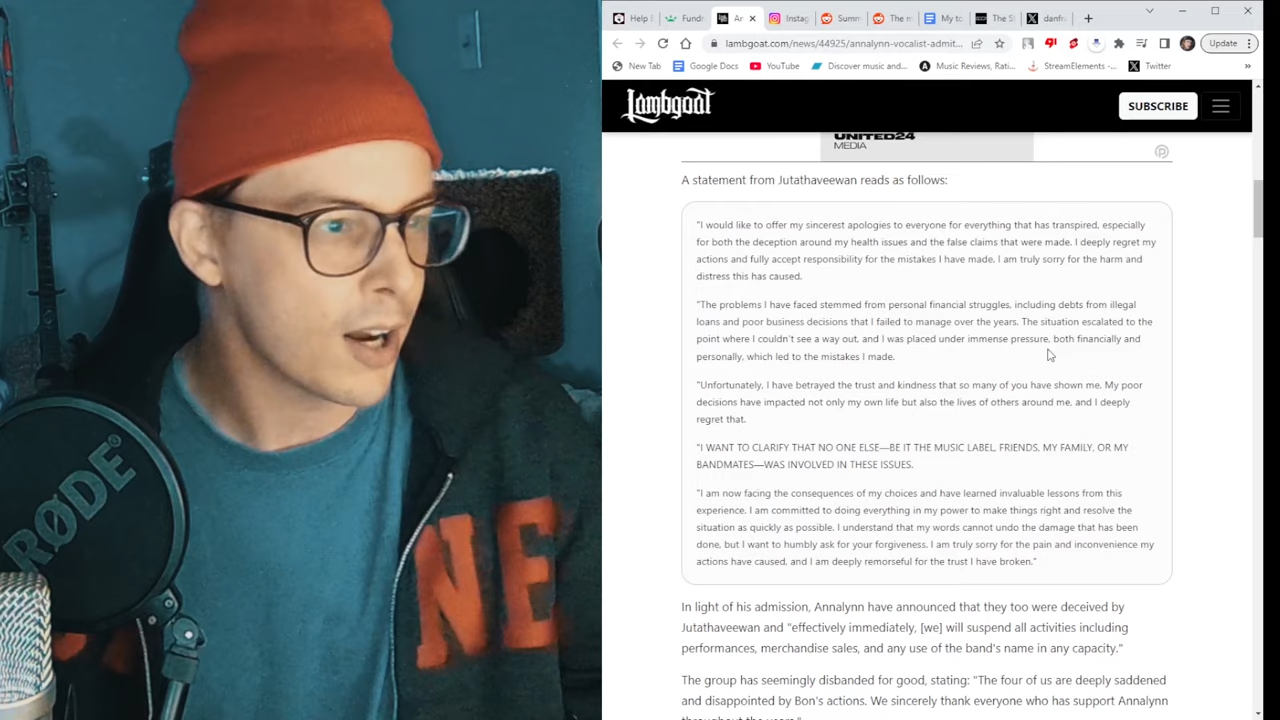 Help I
Fundr
An
Instag
Summ
The m
My to
The S
danfr
lambgoat.com/news/44925/annalynn-vocalist-admit...
Update
New Tab
Google Docs
YouTube
Discover music and...
Music Reviews, Rati...
StreamElements -...
Twitter
»
Lambgoat
SUBSCRIBE
UNITED24
MEDIA
A statement from Jutathaveewan reads as follows:
"I would like to offer my sincerest apologies to everyone for everything that has transpired, especially
for both the deception around my health issues and the false claims that were made. I deeply regret my
actions and fully accept responsibility for the mistakes I have made. I am truly sorry for the harm and
distress this has caused.
"The problems I have faced stemmed from personal financial struggles, including debts from illegal
loans and poor business decisions that I failed to manage over the years. The situation escalated to the
point where I couldn't see a way out, and I was placed under immense pressure, both financially and
personally, which led to the mistakes I made.
"Unfortunately, I have betrayed the trust and kindness that so many of you have shown me. My poor
decisions have impacted not only my own life but also the lives of others around me, and I deeply
regret that.
"I WANT TO CLARIFY THAT NO ONE ELSE—BE IT THE MUSIC LABEL, FRIENDS, MY FAMILY, OR MY
BANDMATES—WAS INVOLVED IN THESE ISSUES.
"I am now facing the consequences of my choices and have learned invaluable lessons from this
experience. I am committed to doing everything in my power to make things right and resolve the
situation as quickly as possible. I understand that my words cannot undo the damage that has been
done, but I want to humbly ask for your forgiveness. I am truly sorry for the pain and inconvenience my
actions have caused, and I am deeply remorseful for the trust I have broken."
In light of his admission, Annalynn have announced that they too were deceived by
Jutathaveewan and "effectively immediately, [we] will suspend all activities including
performances, merchandise sales, and any use of the band's name in any capacity."
The group has seemingly disbanded for good, stating: "The four of us are deeply saddened
and disappointed by Bon's actions. We sincerely thank everyone who has support Annalynn
throughout the years."
RØDE
NE